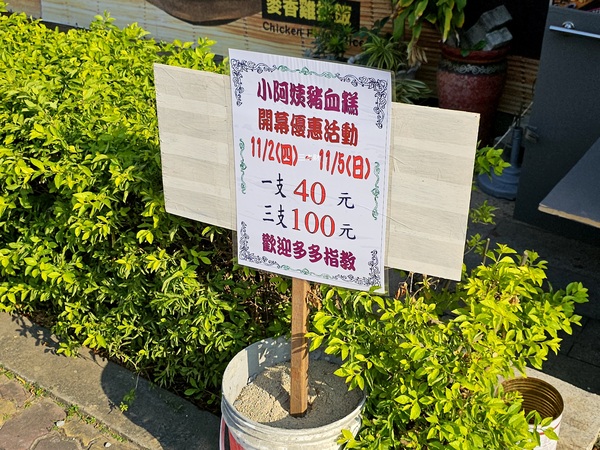 麥香雞飯
Chicken
小阿姨豬血糕
開幕優惠活動
11/2(四) ~ 11/5(日)
一支 40 元
三支 100 元
歡迎多多指教